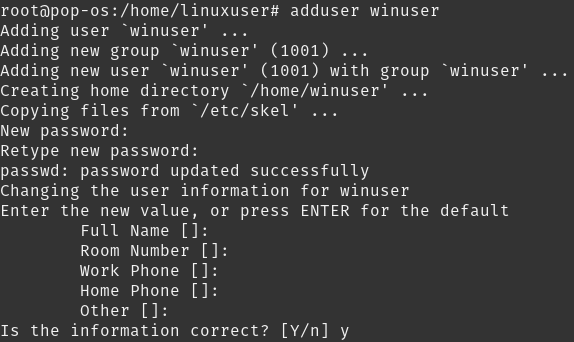 root@pop-os:/home/linuxuser# adduser winuser
Adding user `winuser' ...
Adding new group `winuser' (1001) ...
Adding new user `winuser' (1001) with group `winuser' ...
Creating home directory `/home/winuser' ...
Copying files from `/etc/skel' ...
New password:
Retype new password:
passwd: password updated successfully
Changing the user information for winuser
Enter the new value, or press ENTER for the default
        Full Name []:
        Room Number []:
        Work Phone []:
        Home Phone []:
        Other []:
Is the information correct? [Y/n] y